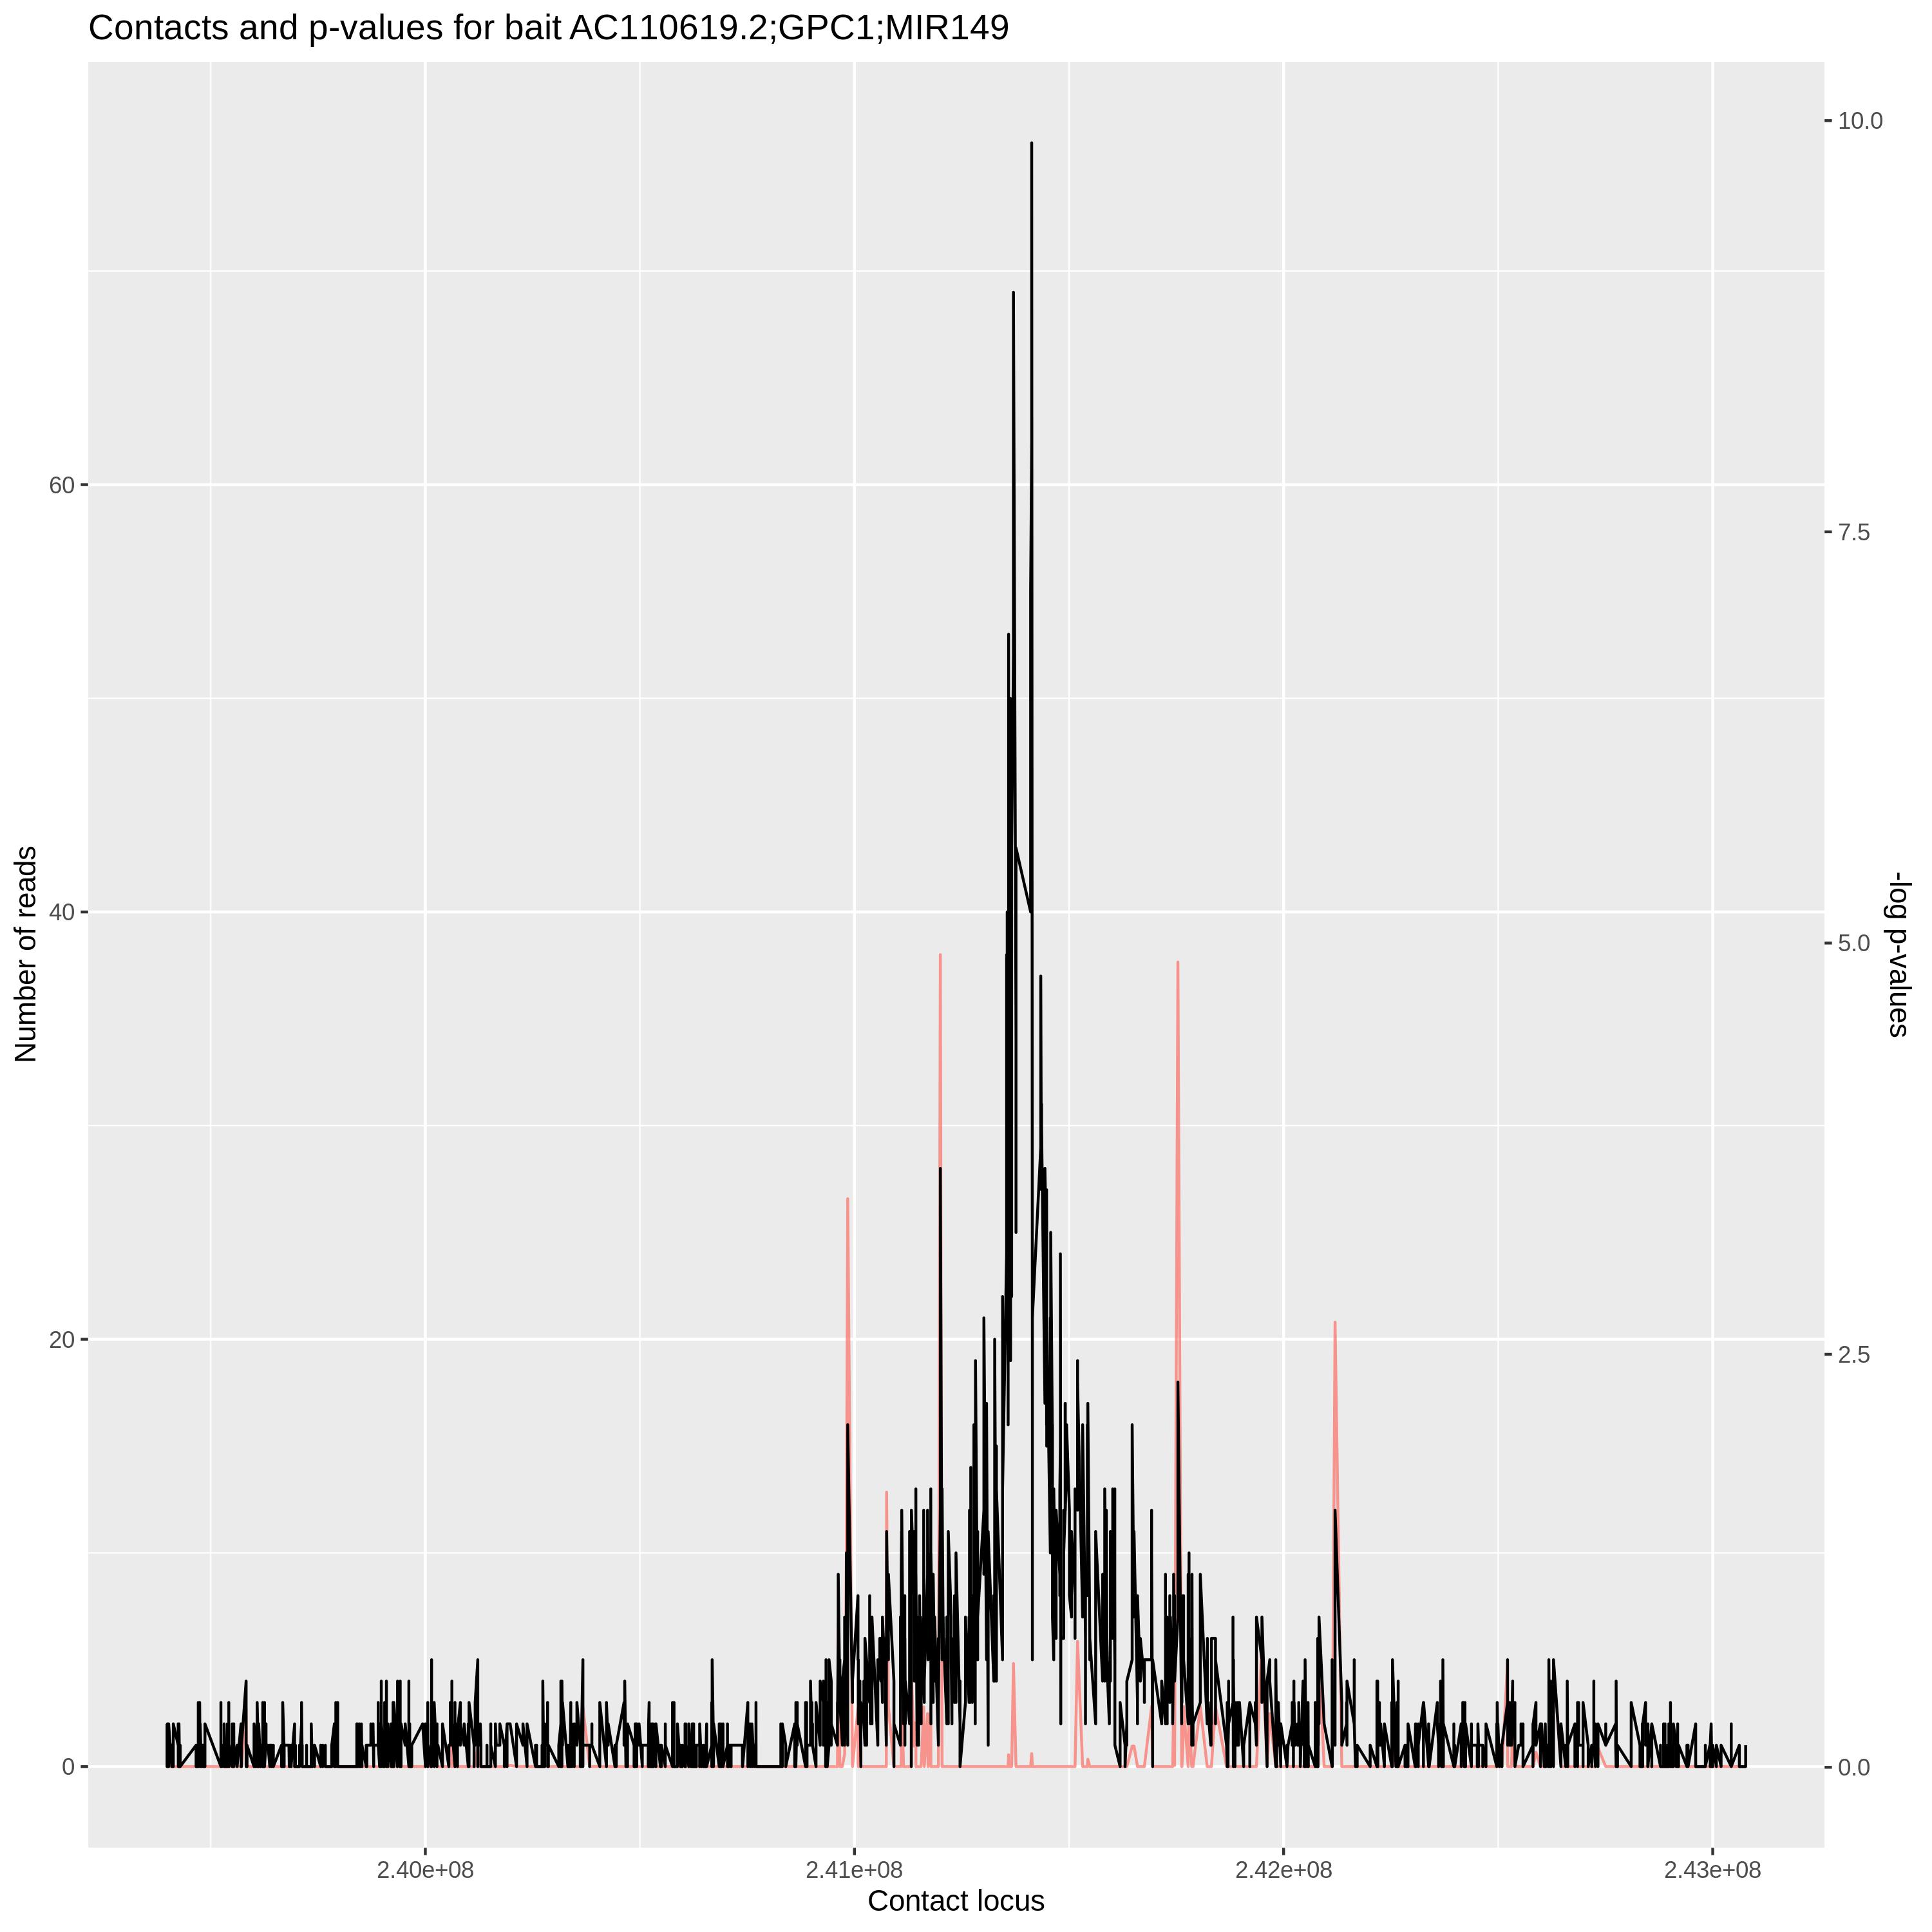 Contacts and p-values for bait AC110619.2;GPC1;MIR149
10.0
7.5
60
5.0
40
2.5
20
0
0.0
Number of reads
-log p-values
2.40e+08
2.41e+08
2.42e+08
2.43e+08
Contact locus